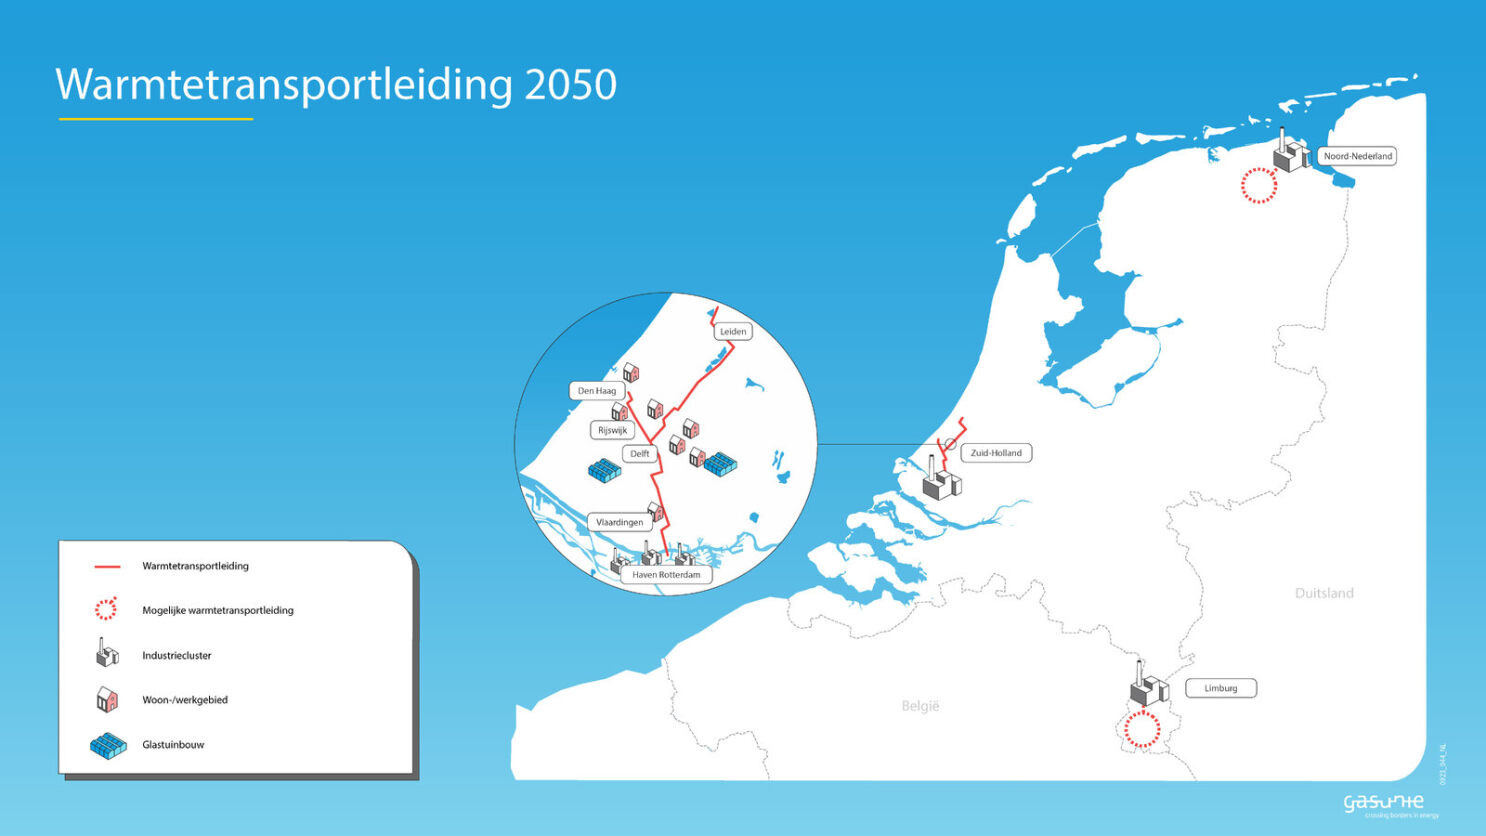 Warmtetransportleiding 2050
Noord-Nederland
Leiden
Den Haag
Rijswijk
Delft
Zuid-Holland
Vlaardingen
Haven Rotterdam
Warmtetransportleiding
Mogelijke warmtetransportleiding
Industriecluster
Woon-/werkgebied
Glastuinbouw
Duitsland
Limburg
België
0923_044_NL
gasunie
crossing borders in energy